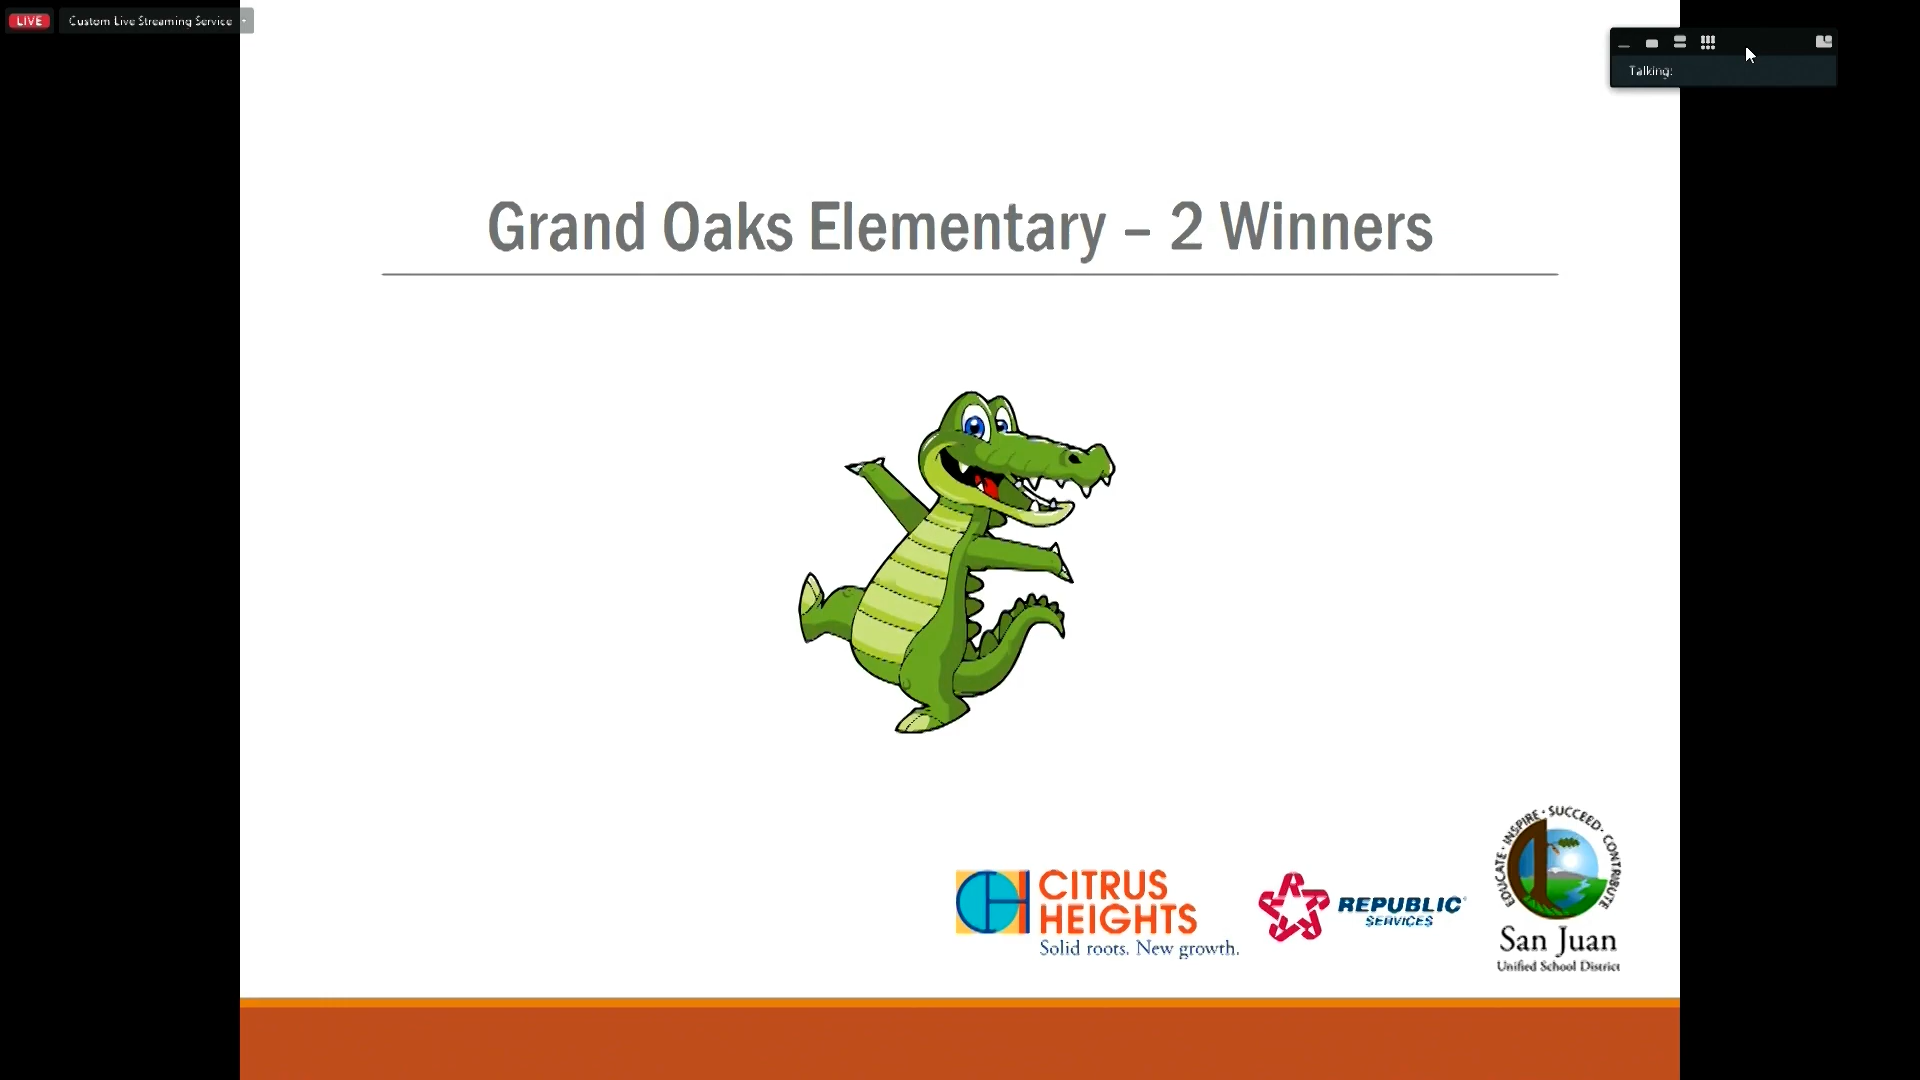 LIVE
Custom Live Streaming Service
Talking:
Grand Oaks Elementary – 2 Winners
CITRUS
HEIGHTS
Solid roots. New growth.
REPUBLIC
SERVICES
EDUCATE · INSPIRE · SUCCEED · CONTRIBUTE
San Juan
Unified School District